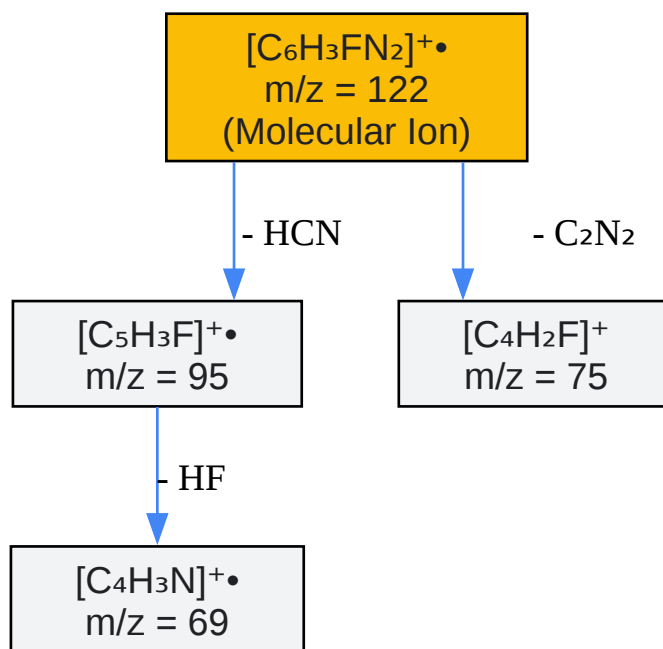 [C₆H₃FN₂]⁺•
m/z = 122
(Molecular Ion)
- HCN
- C₂N₂
[C₅H₃F]⁺•
m/z = 95
[C₄H₂F]⁺
m/z = 75
- HF
[C₄H₃N]⁺•
m/z = 69